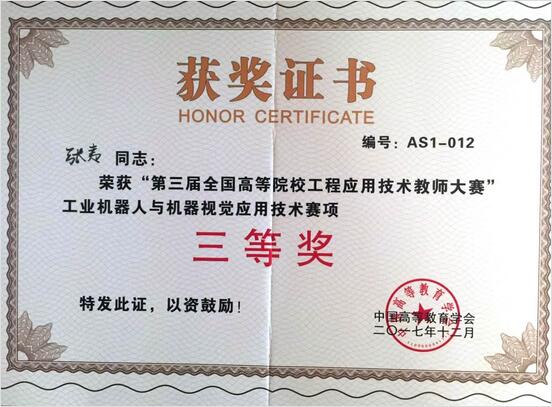 获奖证书
HONOR CERTIFICATE
编号：AS1-012
张 同志：
荣获“第三届全国高等院校工程应用技术教师大赛”
工业机器人与机器视觉应用技术赛项
三等奖
特发此证，以资鼓励！
中国高等教育学会
二〇一七年十二月